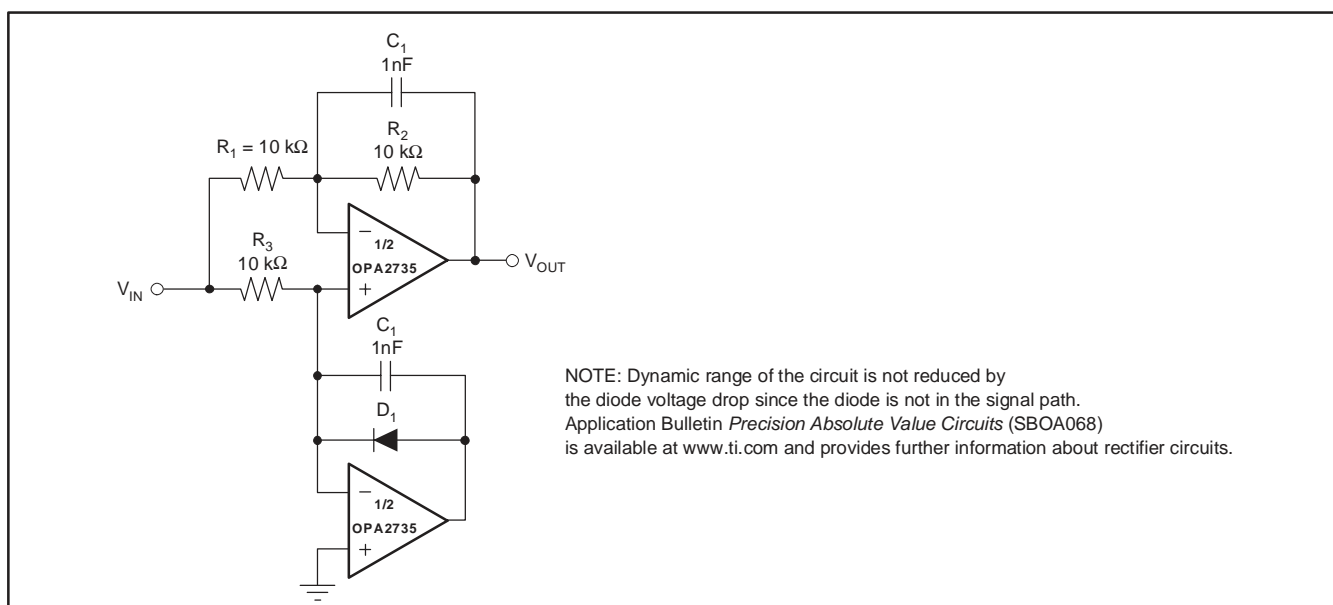 C1
1nF
R2
10 kΩ
R1 = 10 kΩ
R3
10 kΩ
−
1/2
OPA2735
+
VIN
VOUT
C1
1nF
D1
−
1/2
OPA2735
+
NOTE: Dynamic range of the circuit is not reduced by
the diode voltage drop since the diode is not in the signal path.
Application Bulletin Precision Absolute Value Circuits (SBOA068)
is available at www.ti.com and provides further information about rectifier circuits.